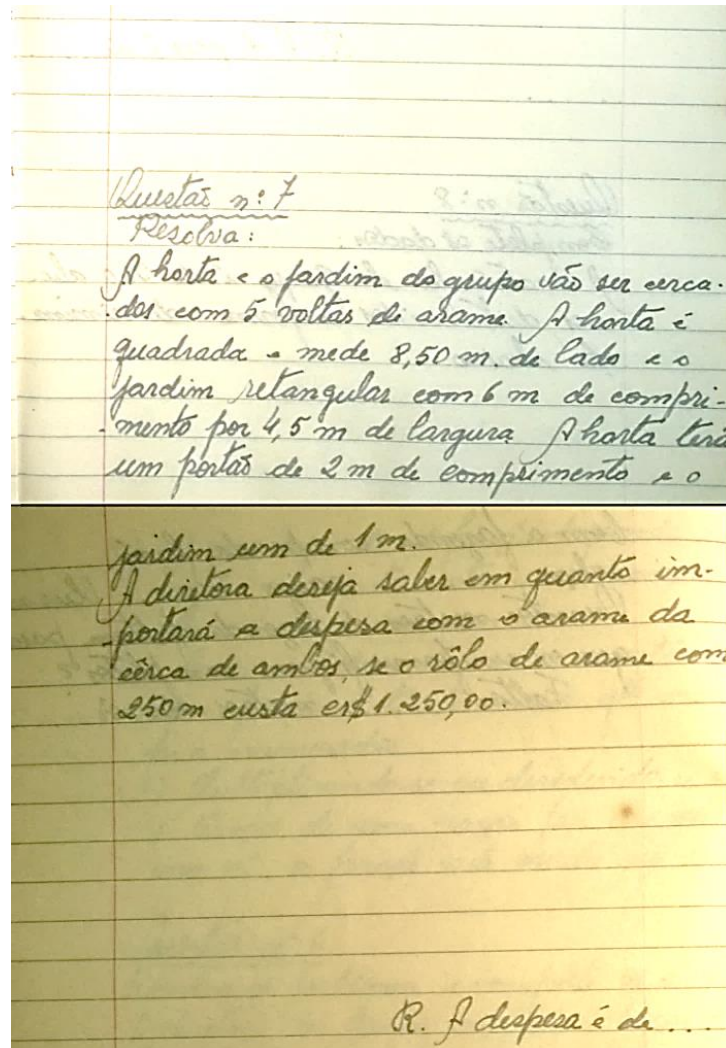 Questão n.º 7
Resolva:
A horta e o jardim do grupo vão ser cerca-
dos com 5 voltas de arame. A horta é
quadrada e mede 8,50 m. de lado e o
jardim retangular com 6 m de compri-
mento por 4,5 m de largura. A horta terá
um portão de 2 m de comprimento e o
jardim um de 1 m.
A diretora deseja saber em quanto im-
portará a despesa com o arame da
cêrca de ambos, se o rôlo de arame com
250 m custa cr$ 1.250,00.
R. A despesa é de ...